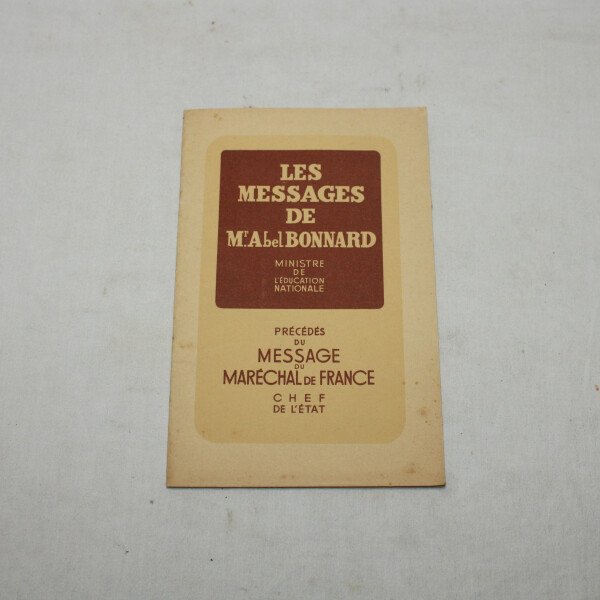 LES
MESSAGES
DE
Mr. Abel BONNARD
MINISTRE
DE
L'ÉDUCATION
NATIONALE
PRÉCÉDÉS
DU
MESSAGE
DU
MARÉCHAL DE FRANCE
CHEF
DE L'ÉTAT